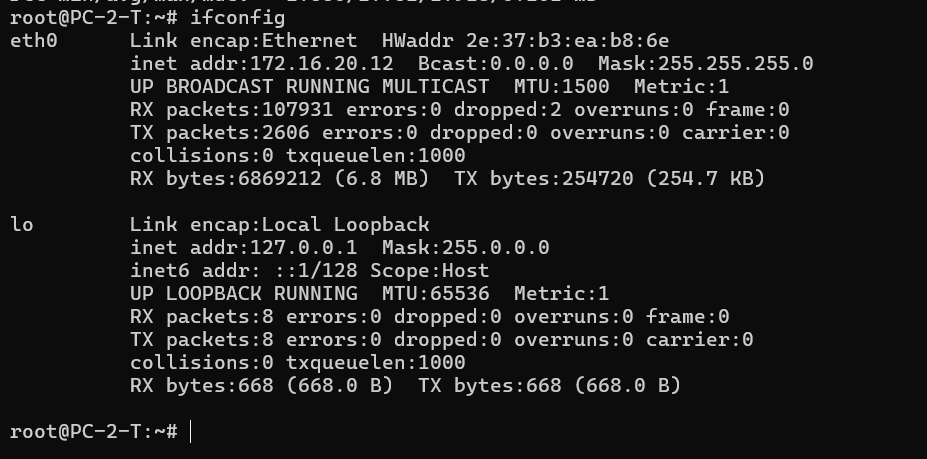 root@PC-2-T:~# ifconfig
eth0      Link encap:Ethernet  HWaddr 2e:37:b3:ea:b8:6e
          inet addr:172.16.20.12  Bcast:0.0.0.0  Mask:255.255.255.0
          UP BROADCAST RUNNING MULTICAST  MTU:1500  Metric:1
          RX packets:107931 errors:0 dropped:2 overruns:0 frame:0
          TX packets:2606 errors:0 dropped:0 overruns:0 carrier:0
          collisions:0 txqueuelen:1000
          RX bytes:6869212 (6.8 MB)  TX bytes:254720 (254.7 KB)

lo        Link encap:Local Loopback
          inet addr:127.0.0.1  Mask:255.0.0.0
          inet6 addr: ::1/128 Scope:Host
          UP LOOPBACK RUNNING  MTU:65536  Metric:1
          RX packets:8 errors:0 dropped:0 overruns:0 frame:0
          TX packets:8 errors:0 dropped:0 overruns:0 carrier:0
          collisions:0 txqueuelen:1000
          RX bytes:668 (668.0 B)  TX bytes:668 (668.0 B)

root@PC-2-T:~#